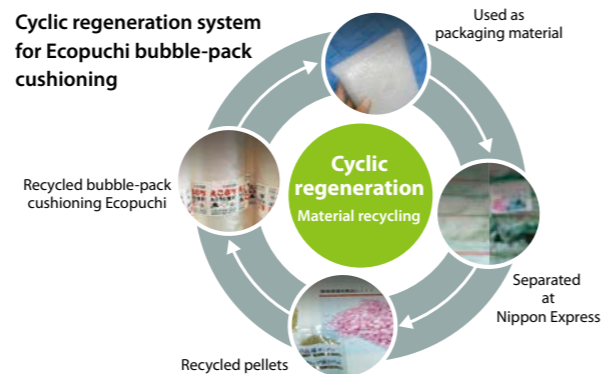 Cyclic regeneration system
for Ecopuchi bubble-pack
cushioning
Used as
packaging material
Cyclic
regeneration
Material recycling
Recycled bubble-pack
cushioning Ecopuchi
Separated
at
Nippon Express
Recycled pellets